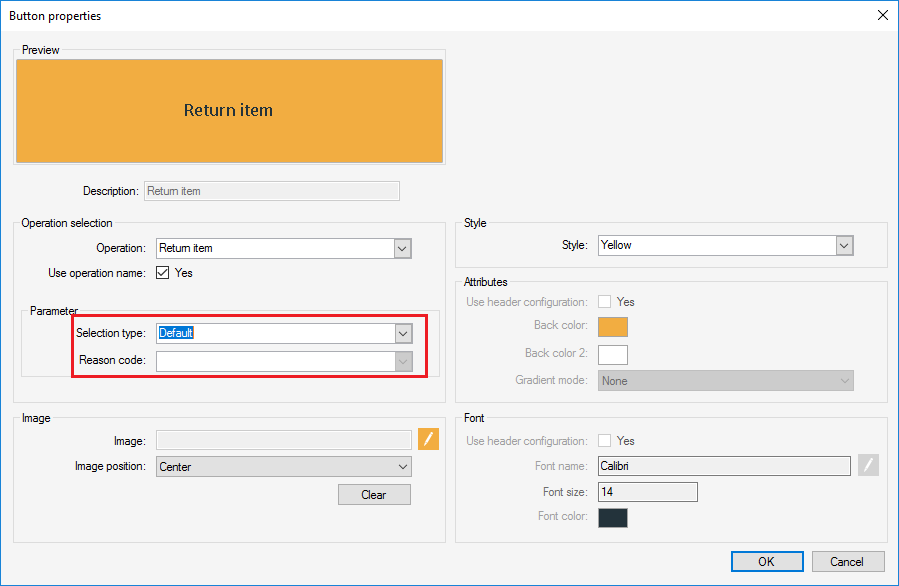 Button properties
Preview
Return item
Description: Return item
Operation selection
Operation: Return item
Use operation name: Yes
Parameter
Selection type: Default
Reason code:
Style
Style: Yellow
Attributes
Use header configuration: Yes
Back color:
Back color 2:
Gradient mode: None
Image
Image:
Image position: Center
Clear
Font
Use header configuration: Yes
Font name: Calibri
Font size: 14
Font color:
OK
Cancel